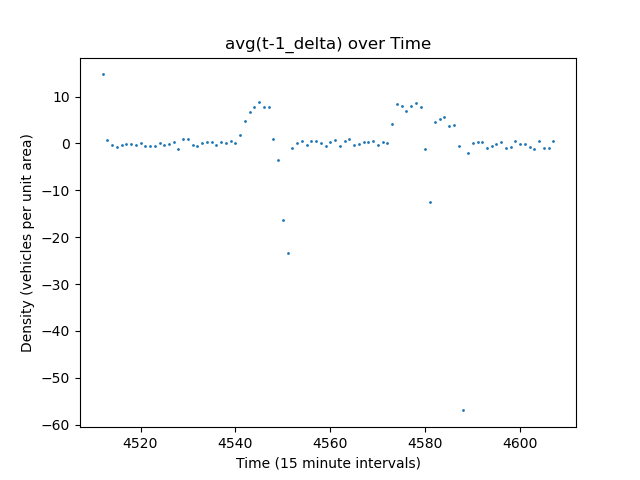 avg(t-1_delta) over Time
10
0
−10
−20
−30
−40
−50
−60
Density (vehicles per unit area)
4520 4540 4560 4580 4600
Time (15 minute intervals)